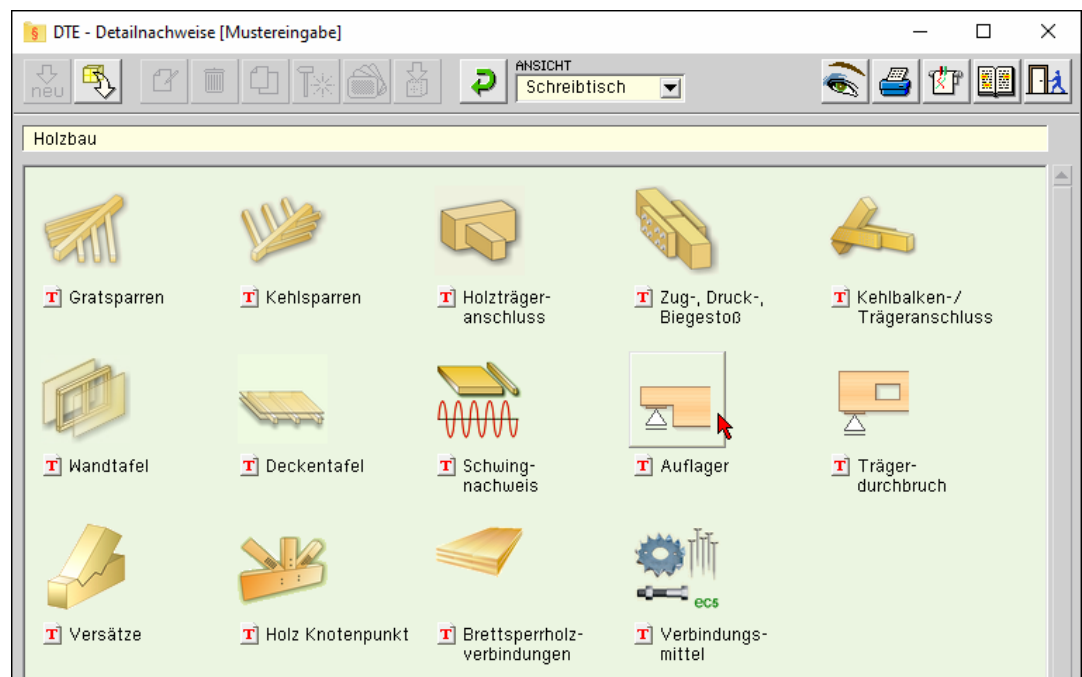 § DTE - Detailnachweise [Mustereingabe]
neu
ANSICHT
Schreibtisch
Holzbau
T Gratsparren
T Kehlsparren
T Holzträger-
anschluss
T Zug-, Druck-,
Biegestoß
T Kehlbalken-/
Trägeranschluss
T Wandtafel
T Deckentafel
T Schwing-
nachweis
T Auflager
T Träger-
durchbruch
ec5
T Versätze
T Holz Knotenpunkt
T Brettsperrholz-
verbindungen
T Verbindungs-
mittel